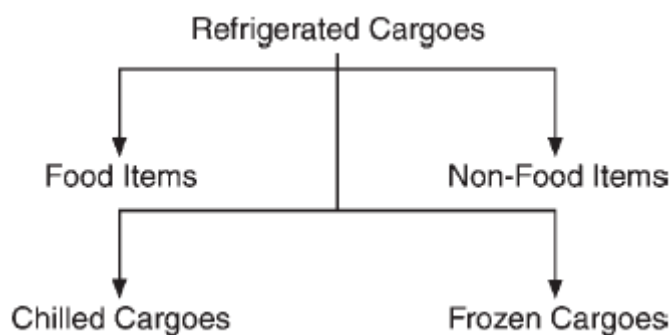 Refrigerated Cargoes
Food Items
Non-Food Items
Chilled Cargoes
Frozen Cargoes